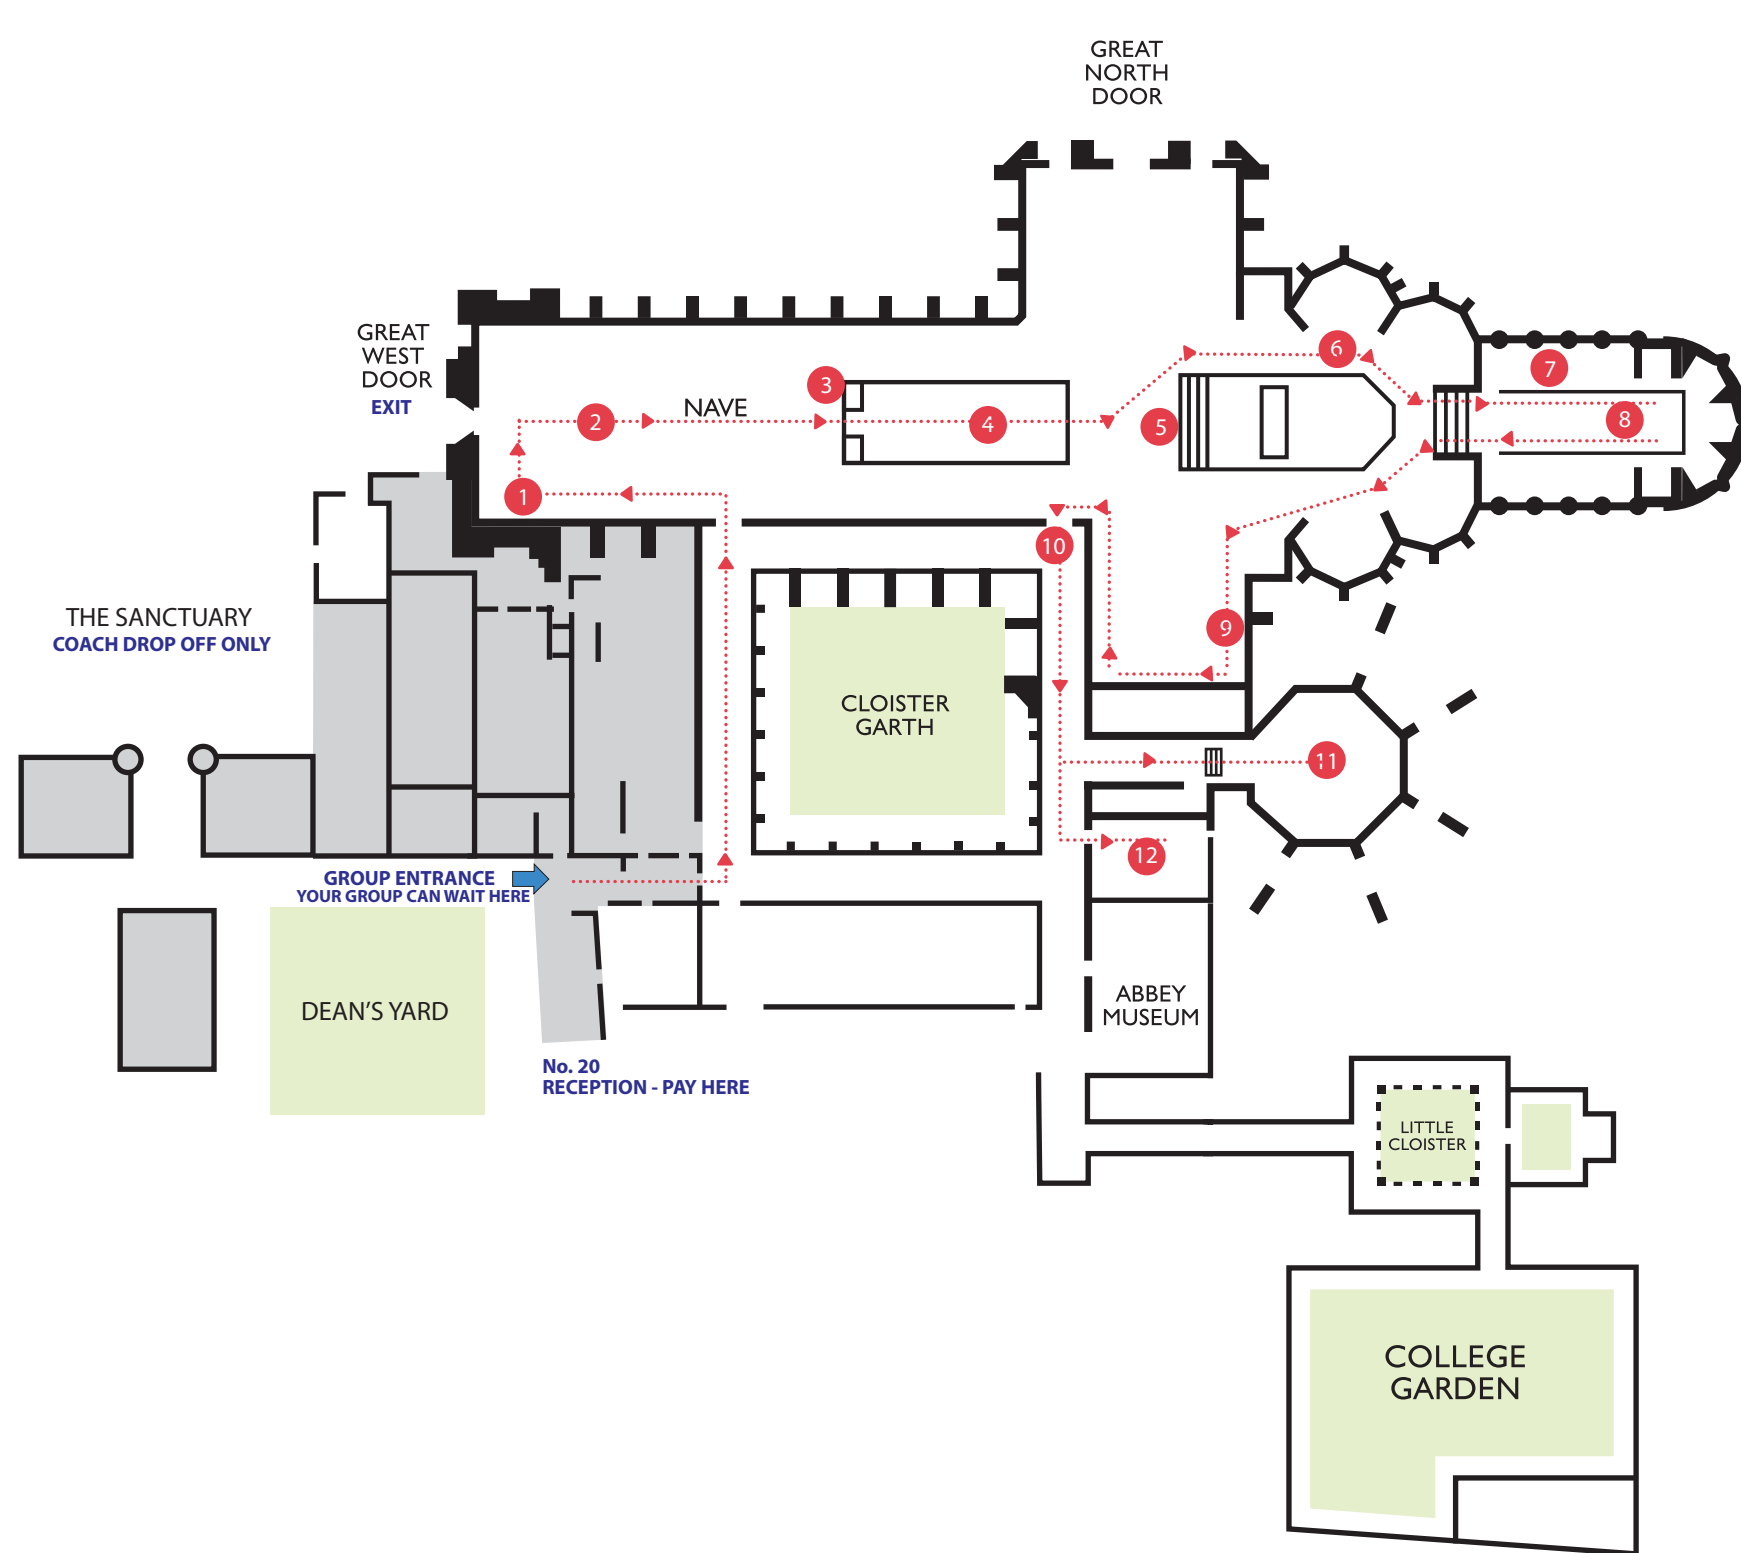 GREAT
NORTH
DOOR
GREAT
WEST
DOOR
EXIT
6
7
3
NAVE
8
2
4
5
1
10
THE SANCTUARY
COACH DROP OFF ONLY
9
CLOISTER
GARTH
11
12
GROUP ENTRANCE
YOUR GROUP CAN WAIT HERE
DEAN'S YARD
ABBEY
MUSEUM
No. 20
RECEPTION - PAY HERE
LITTLE
CLOISTER
COLLEGE
GARDEN